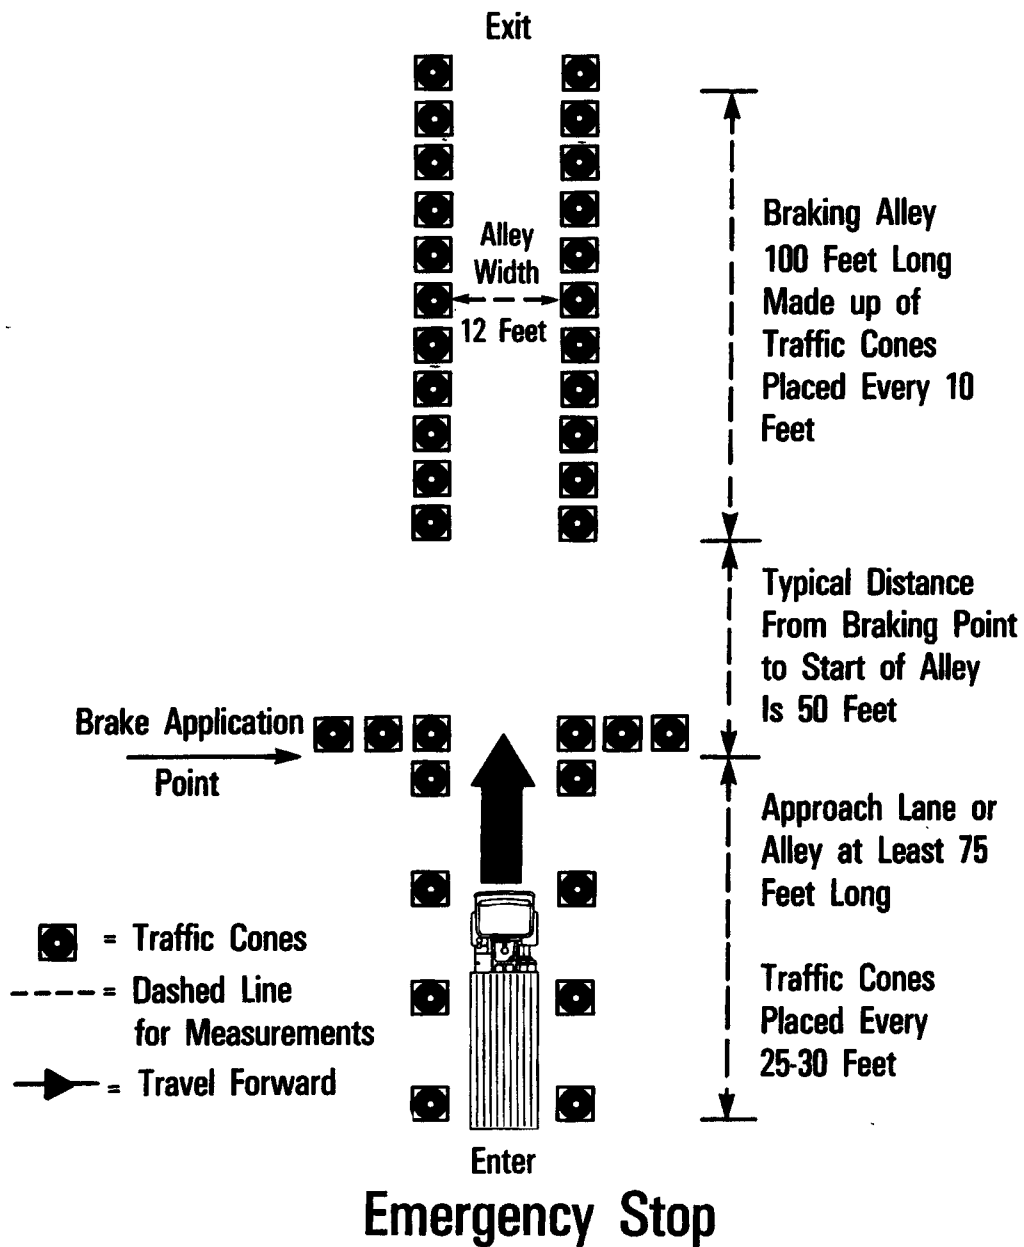 Exit
Alley
Width
12 Feet
Braking Alley
100 Feet Long
Made up of
Traffic Cones
Placed Every 10
Feet
Typical Distance
From Braking Point
to Start of Alley
Is 50 Feet
Brake Application
Point
Approach Lane or
Alley at Least 75
Feet Long
Traffic Cones
Placed Every
25-30 Feet
= Traffic Cones
= Dashed Line
for Measurements
= Travel Forward
Enter
Emergency Stop